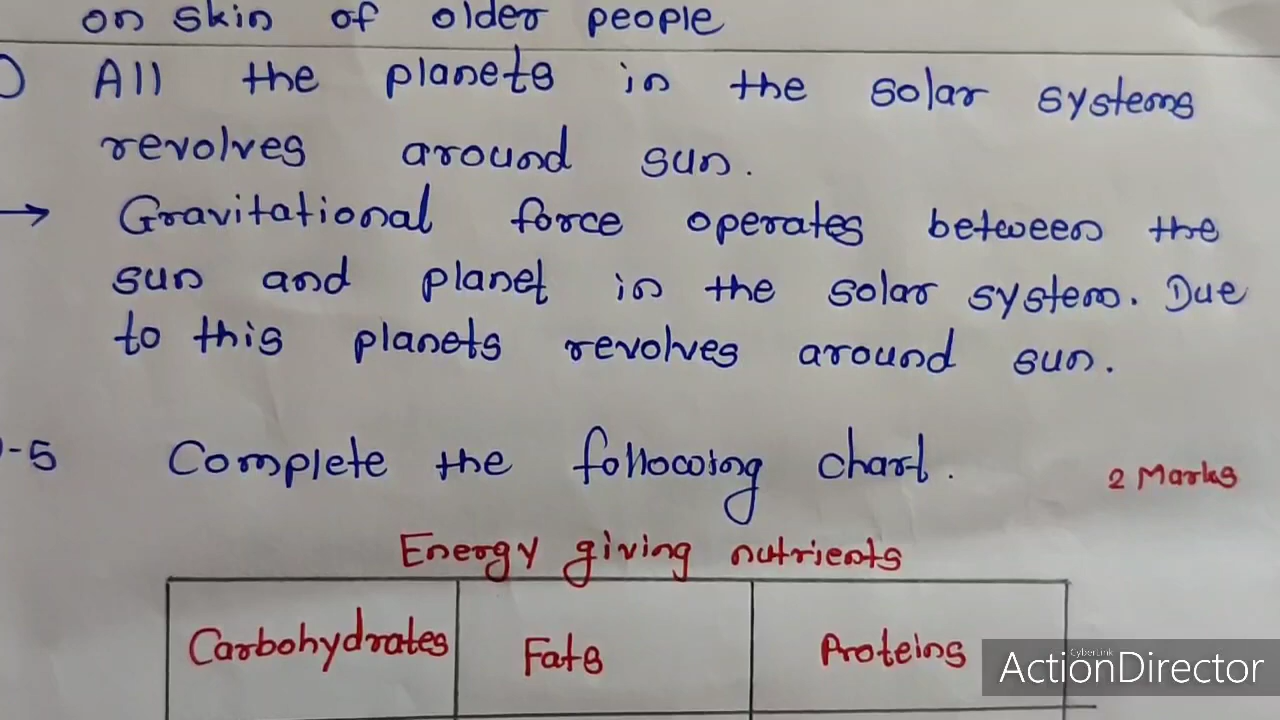 on skin of older people
) All the planets in the solar systems
revolves around sun.
→ Gravitational force operates between the
sun and planet in the solar system. Due
to this planets revolves around sun.
-5 Complete the following chart. 2 Marks
Energy giving nutrients
Carbohydrates Fats Proteins
CyberLink
ActionDirector